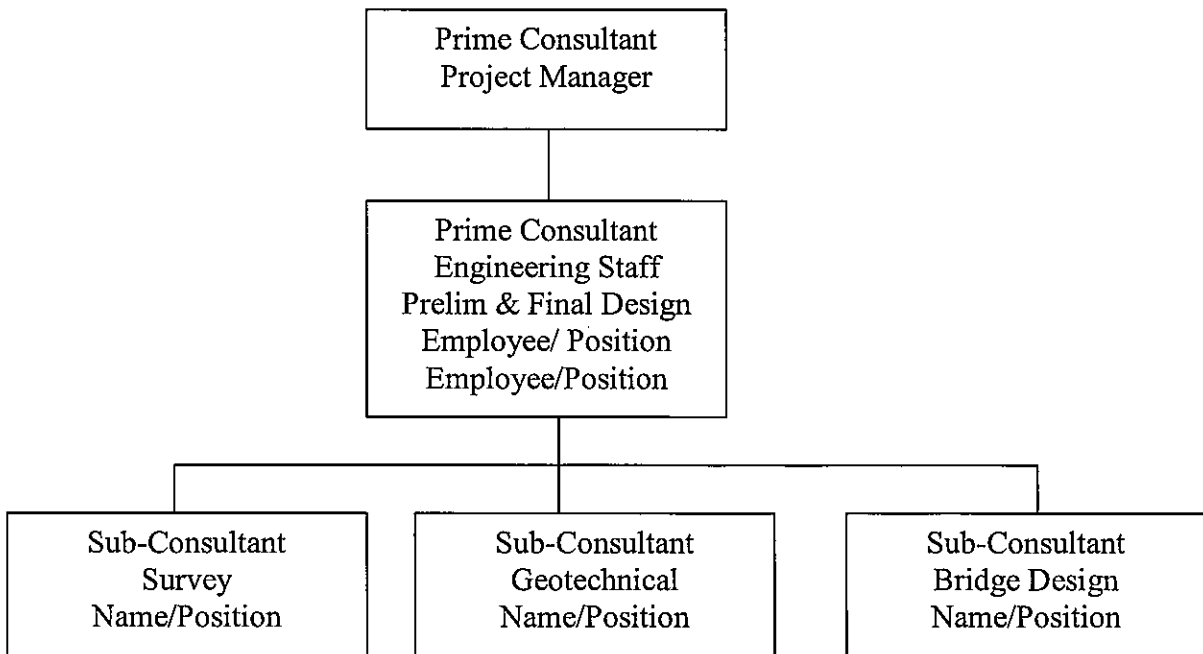 Prime Consultant
Project Manager
Prime Consultant
Engineering Staff
Prelim & Final Design
Employee/ Position
Employee/Position
Sub-Consultant
Survey
Name/Position
Sub-Consultant
Geotechnical
Name/Position
Sub-Consultant
Bridge Design
Name/Position